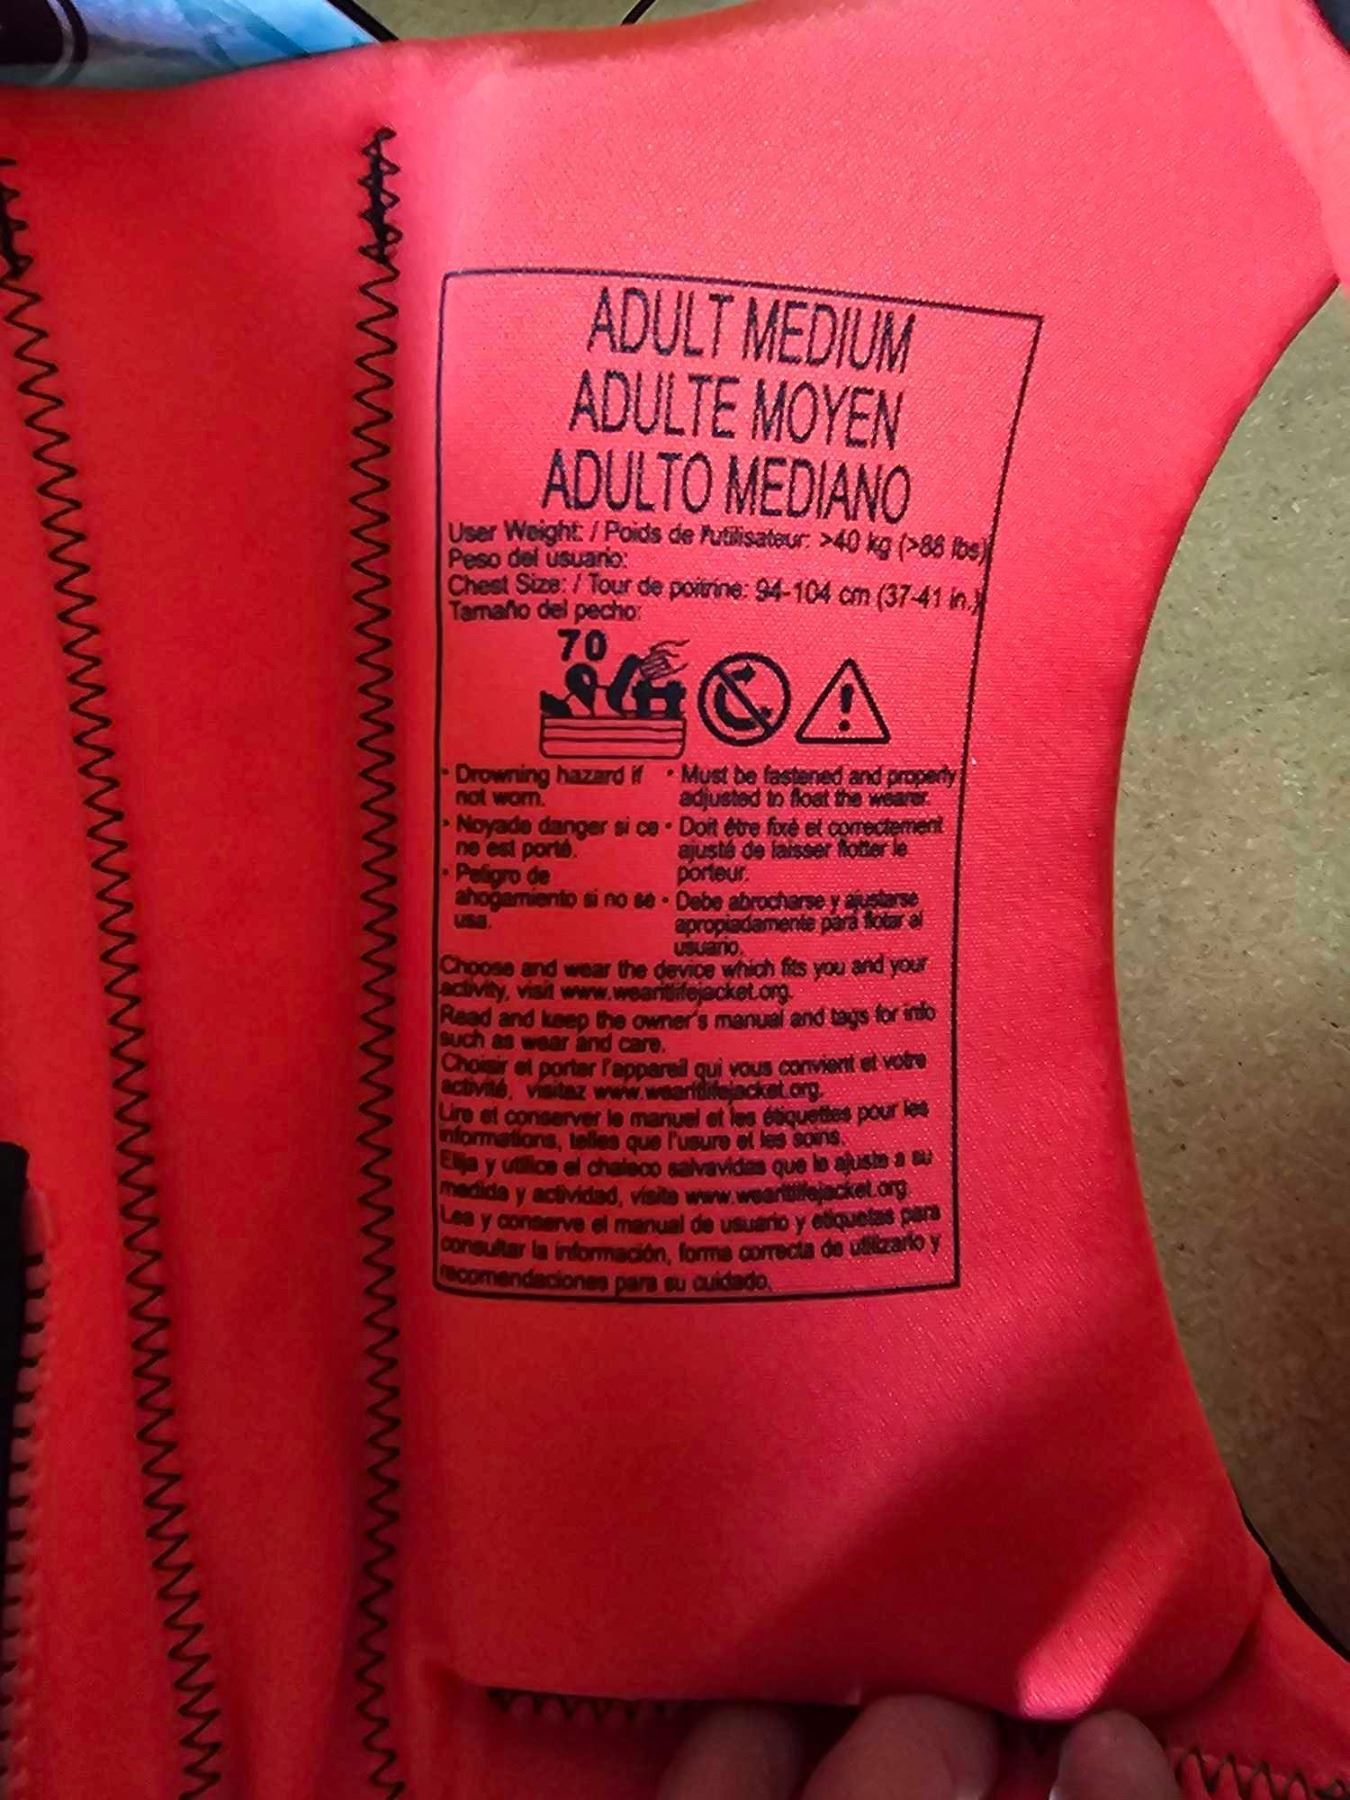 ADULT MEDIUM
ADULTE MOYEN
ADULTO MEDIANO
User Weight: / Poids de l'utilisateur: >40 kg (>88 lbs)
Peso del usuario:
Chest Size: / Tour de poitrine: 94-104 cm (37-41 in.)
Tamaño del pecho:
70
• Drowning hazard if
not worn.
• Noyade danger si ce
ne est porté.
• Peligro de
ahogamiento si no se
usa.
• Must be fastened and properly
adjusted to float the wearer.
• Doit être fixé et correctement
ajusté de laisser flotter le
porteur.
• Debe abrocharse y ajustarse
apropiadamente para flotar al
usuario.
Choose and wear the device which fits you and your
activity, visit www.wearitlifejacket.org.
Read and keep the owner's manual and tags for info
such as wear and care.
Choisir et porter l'appareil qui vous convient et votre
activité, visitez www.wearitlifejacket.org.
Lire et conserver le manuel et les étiquettes pour les
informations, telles que l'usure et les soins.
Elija y utilice el chaleco salvavidas que le ajuste a su
medida y actividad, visite www.wearitlifejacket.org.
Lea y conserve el manual de usuario y etiquetas para
consultar la información, forma correcta de utilizarlo y
recomendaciones para su cuidado.